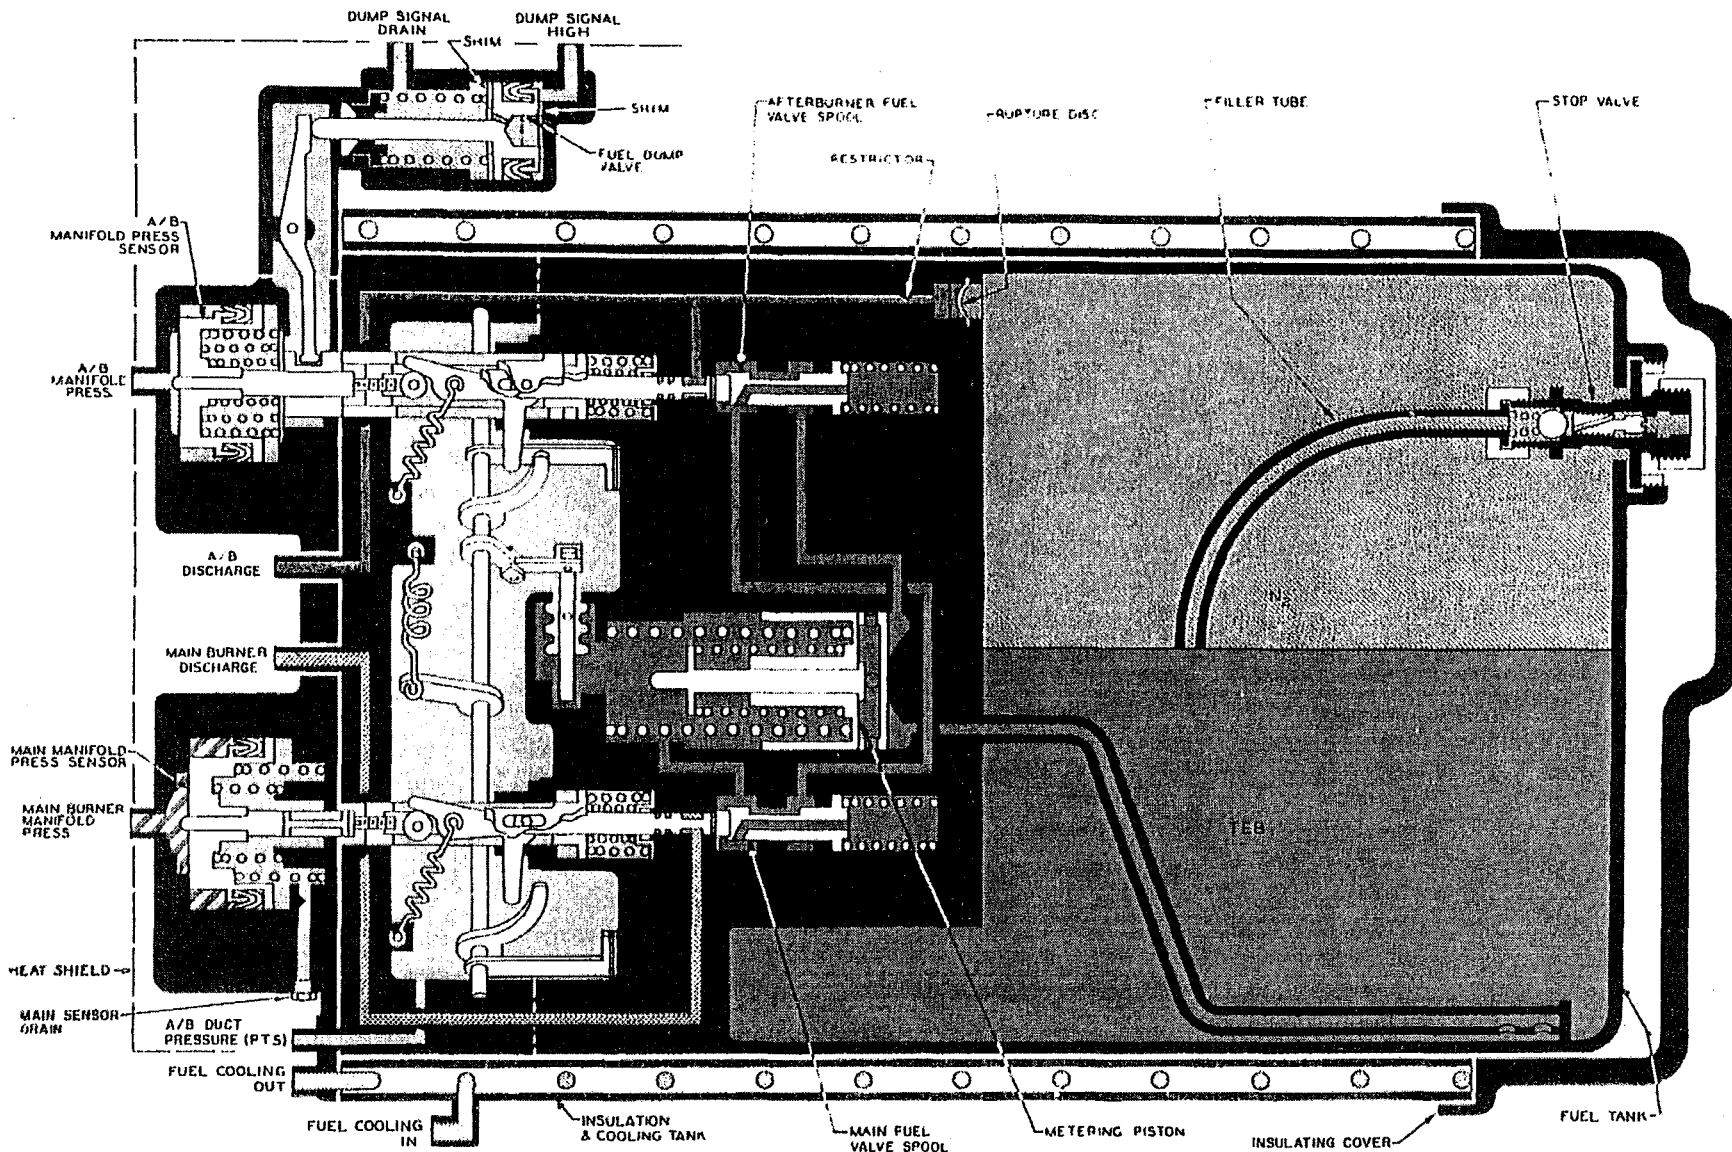 DUMP SIGNAL
DRAIN
SHIM
DUMP SIGNAL
HIGH
SHIM
FUEL DUMP
VALVE
AFTERBURNER FUEL
VALVE SPOOL
RUPTURE DISC
RESTRICTOR
FILLER TUBE
STOP VALVE
A/B
MANIFOLD PRESS
SENSOR
A/B
MANIFOLD
PRESS
A/B
DISCHARGE
MAIN BURNER
DISCHARGE
N2
TEB
MAIN MANIFOLD
PRESS SENSOR
MAIN BURNER
MANIFOLD
PRESS
HEAT SHIELD
MAIN SENSOR
DRAIN
A/B DUCT
PRESSURE (PT5)
FUEL COOLING
OUT
FUEL COOLING
IN
INSULATION
& COOLING TANK
MAIN FUEL
VALVE SPOOL
METERING PISTON
INSULATING COVER
FUEL TANK